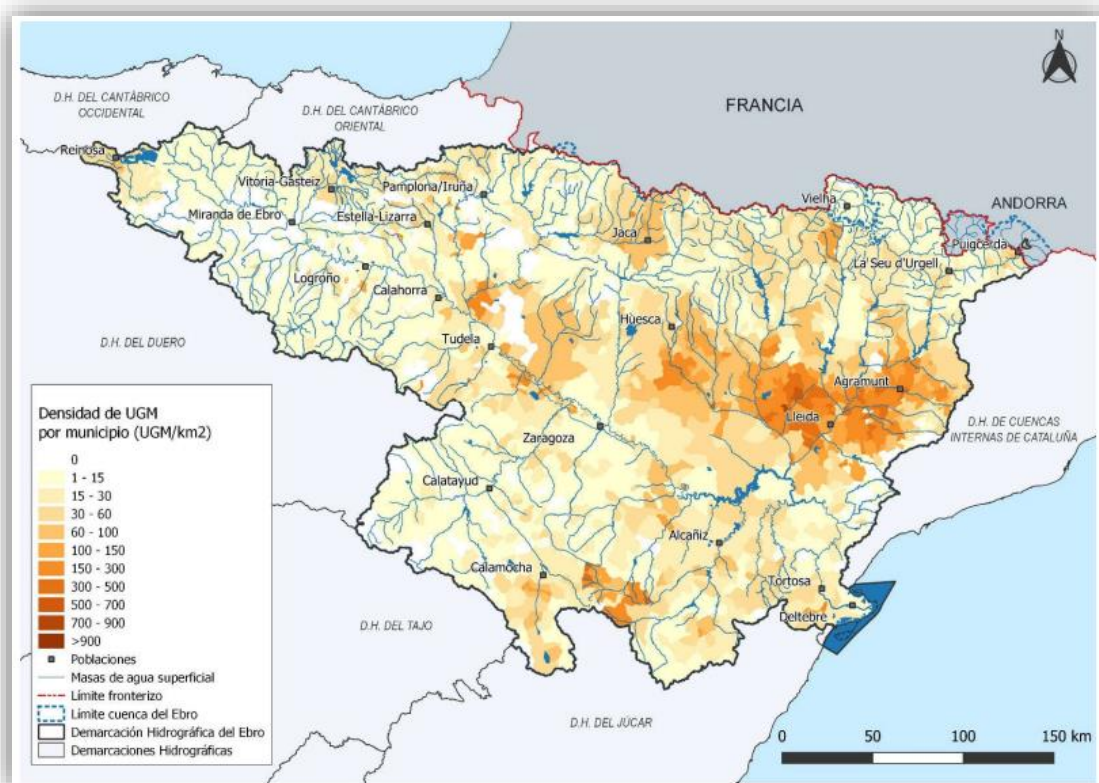 N
FRANCIA
D.H. DEL CANTÁBRICO
OCCIDENTAL
D.H. DEL CANTÁBRICO
ORIENTAL
Reinosa
Vitoria-Gasteiz
Pamplona/Iruña
Vielha
ANDORRA
Miranda de Ebro
Estella-Lizarra
Jaca
Puigcerda
La Seu d'Urgell
Logroño
Calahorra
Huesca
Tudela
D.H. DEL DUERO
Agramunt
Lleida
D.H. DE CUENCAS
INTERNAS DE CATALUÑA
Zaragoza
Calatayud
Alcañiz
Calamocha
Tortosa
Deltebre
D.H. DEL TAJO
D.H. DEL JÚCAR
Densidad de UGM
por municipio (UGM/km2)
0
1 - 15
15 - 30
30 - 60
60 - 100
100 - 150
150 - 300
300 - 500
500 - 700
700 - 900
>900
Poblaciones
Masas de agua superficial
Límite fronterizo
Límite cuenca del Ebro
Demarcación Hidrográfica del Ebro
Demarcaciones Hidrográficas
0 50 100 150 km